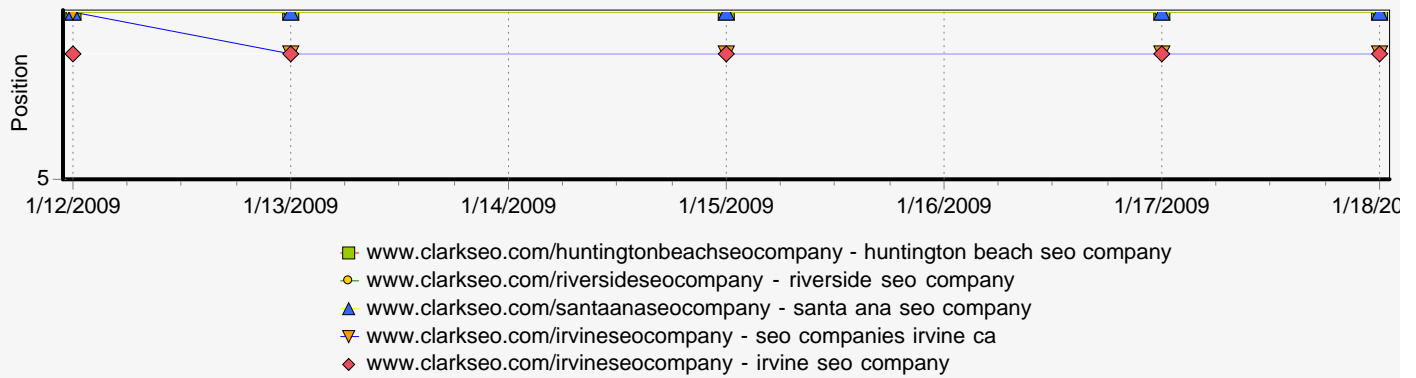 Position
5
1/12/2009 1/13/2009 1/14/2009 1/15/2009 1/16/2009 1/17/2009 1/18/20
www.clarkseo.com/huntingtonbeachseocompany - huntington beach seo company
www.clarkseo.com/riversideseocompany - riverside seo company
www.clarkseo.com/santaanaseocompany - santa ana seo company
www.clarkseo.com/irvineseocompany - seo companies irvine ca
www.clarkseo.com/irvineseocompany - irvine seo company